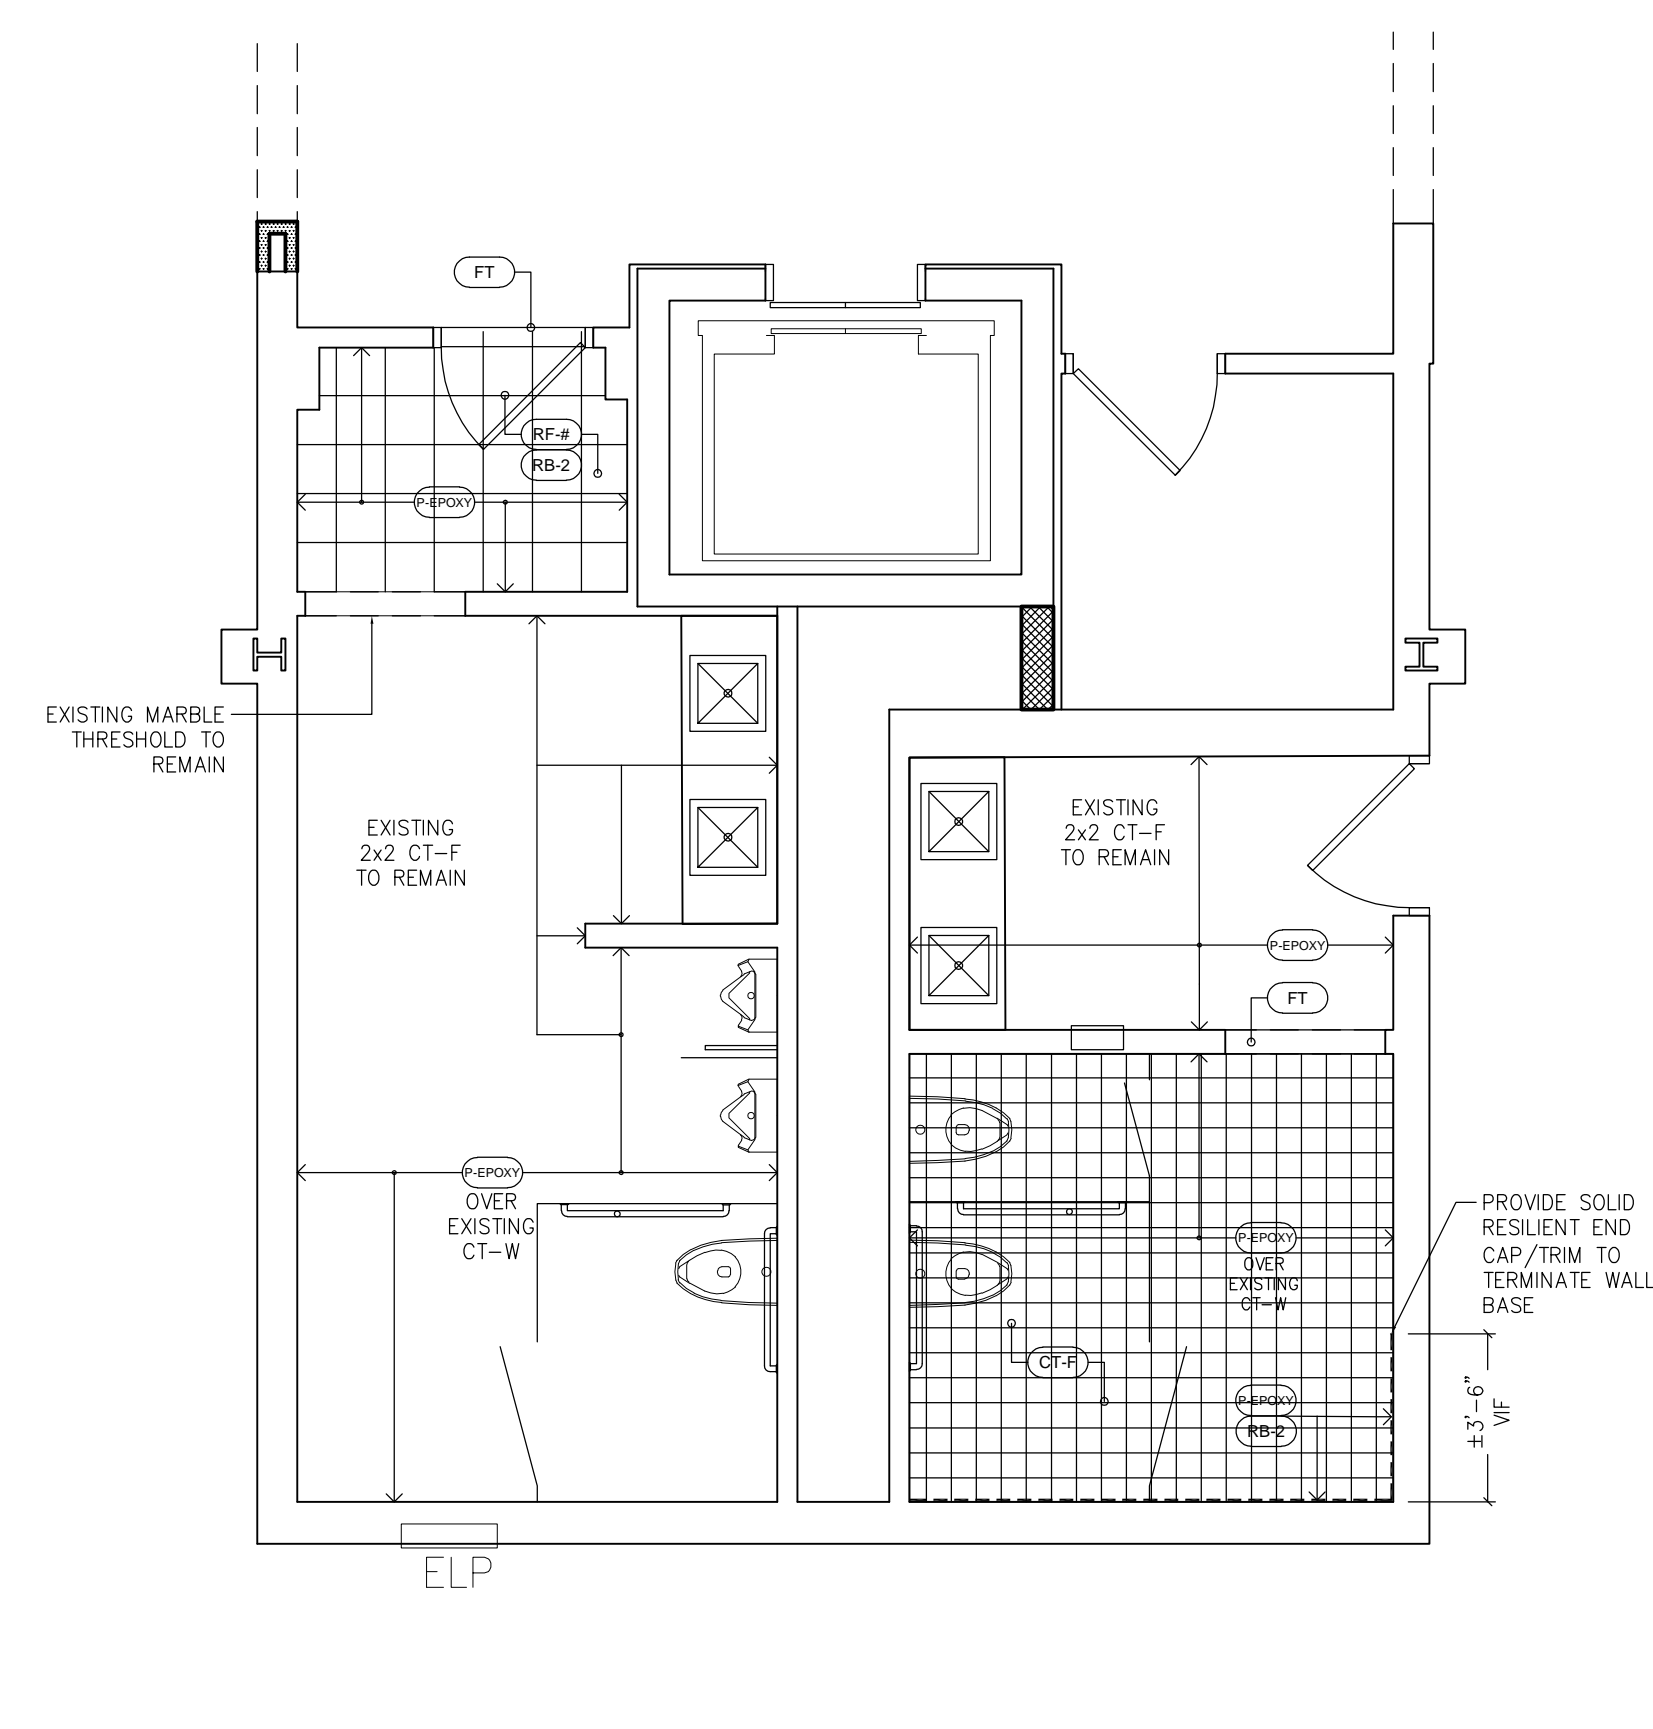 FT
RF-#
RB-2
P-EPOXY
EXISTING MARBLE
THRESHOLD TO
REMAIN
EXISTING
2x2 CT-F
TO REMAIN
EXISTING
2x2 CT-F
TO REMAIN
P-EPOXY
FT
P-EPOXY
OVER
EXISTING
CT-W
P-EPOXY
OVER
EXISTING
CT-W
PROVIDE SOLID
RESILIENT END
CAP/TRIM TO
TERMINATE WALL
BASE
CT-F
P-EPOXY
RB-2
±3'-6"
VIF
ELP